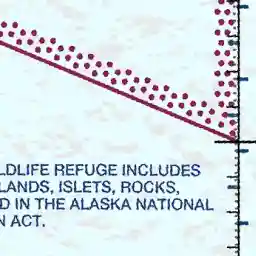 LDLIFE REFUGE INCLUDES
LANDS, ISLETS, ROCKS,
D IN THE ALASKA NATIONAL
N ACT.